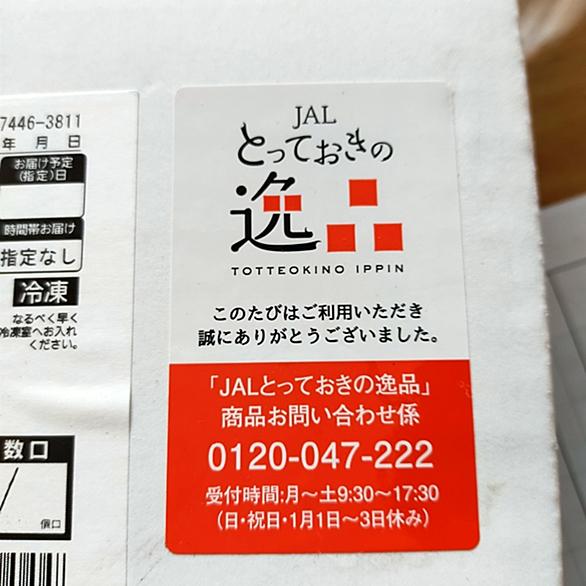 7446-3811
年 月 日
お届け予定
(指定)日
時間帯お届け
指定なし
冷凍
なるべく早く
冷凍室へお入れ
ください。
数口
個口
JAL
とっておきの
逸品
TOTTEOKINO IPPIN
このたびはご利用いただき
誠にありがとうございました。
「JALとっておきの逸品」
商品お問い合わせ係
0120-047-222
受付時間:月～土9:30～17:30
(日・祝日・1月1日～3日休み)